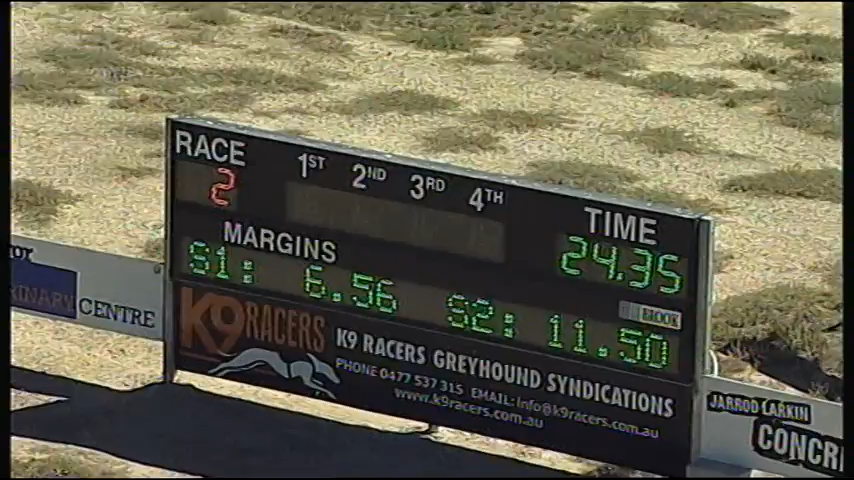 RACE 1ST 2ND 3RD 4TH TIME
2 24.35
MARGINS
S1: 6.56 S2: 11.50
K9 RACERS
K9 RACERS GREYHOUND SYNDICATIONS
PHONE 0477 537 315 EMAIL: Info@k9racers.com.au
www.k9racers.com.au
CENTRE
JARROD LARKIN